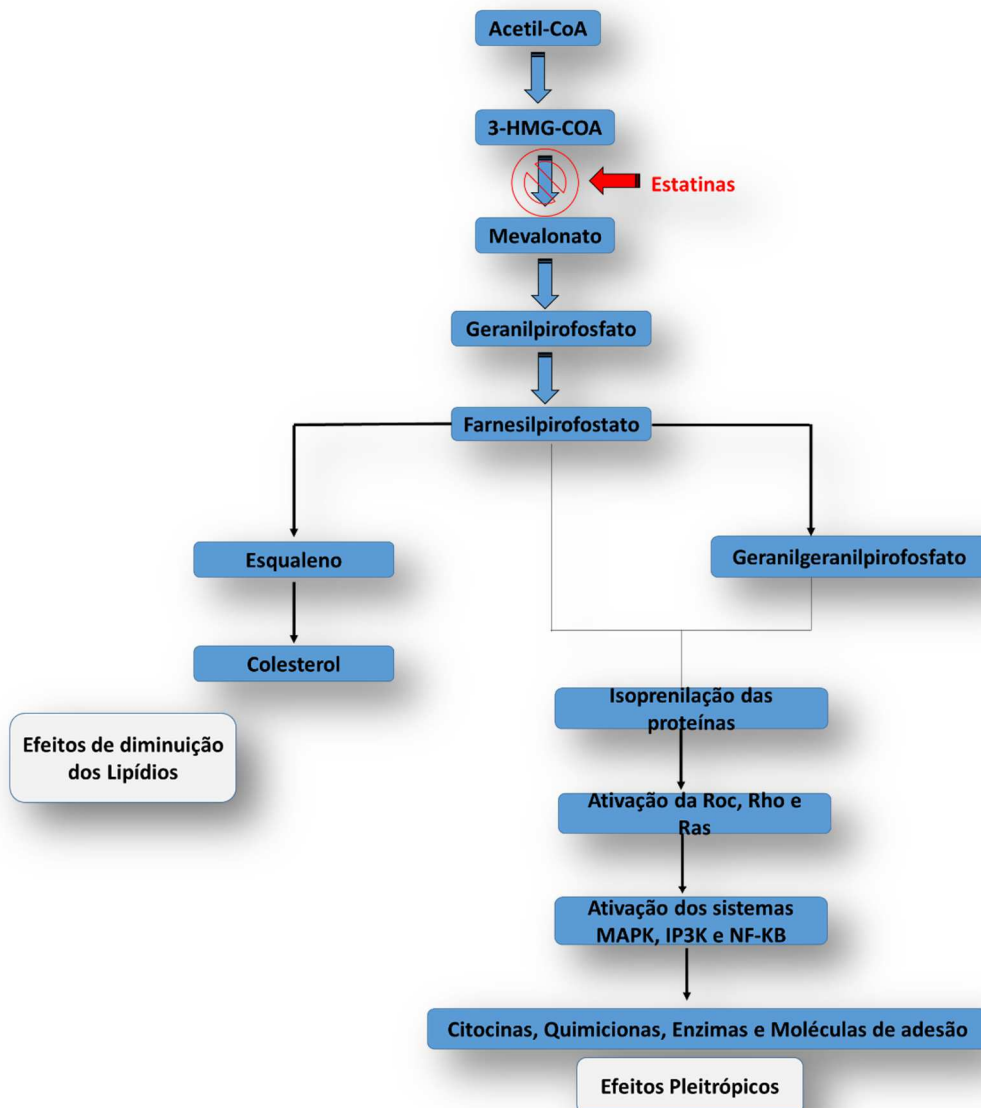 Acetil-CoA
3-HMG-COA
Estatinas
Mevalonato
Geranilpirofosfato
Farnesilpirofostato
Esqualeno
Geranilgeranilpirofosfato
Colesterol
Isoprenilação das
proteínas
Efeitos de diminuição
dos Lipídios
Ativação da Roc, Rho e
Ras
Ativação dos sistemas
MAPK, IP3K e NF-KB
Citocinas, Quimicionas, Enzimas e Moléculas de adesão
Efeitos Pleitrópicos